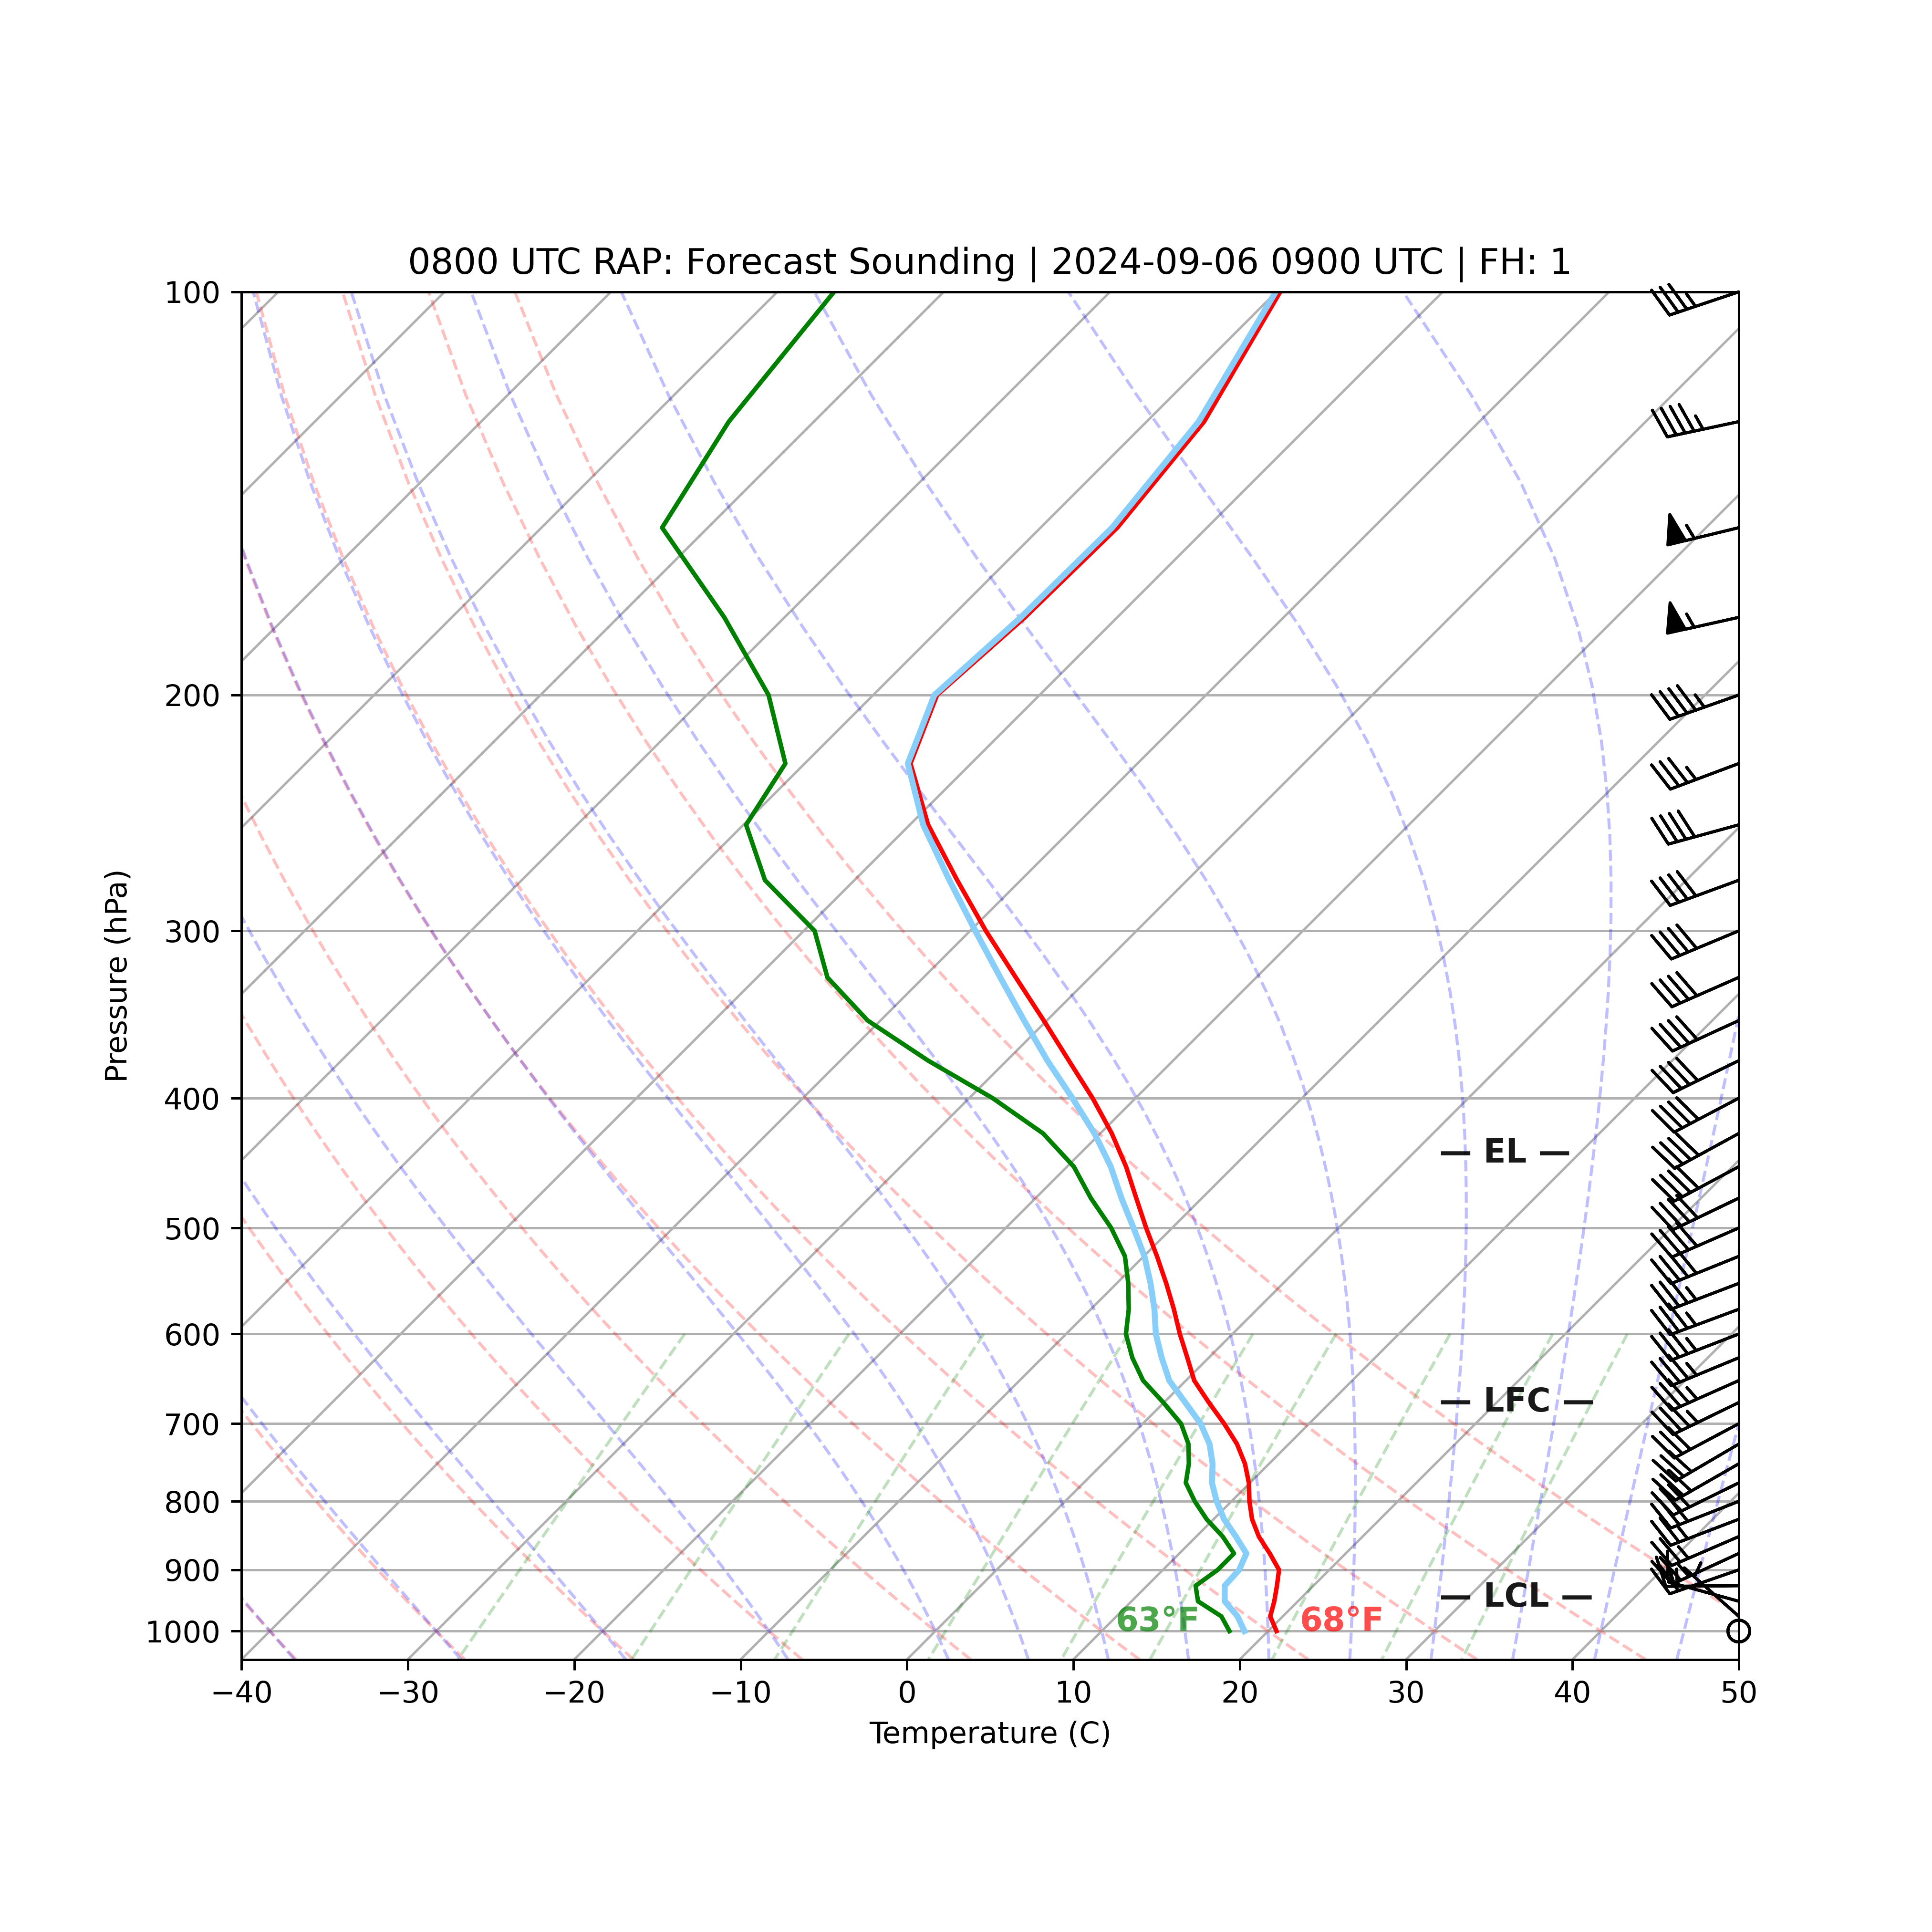 0800 UTC RAP: Forecast Sounding | 2024-09-06 0900 UTC | FH: 1
100
200
300
400
500
600
700
800
900
1000
Pressure (hPa)
— EL —
— LFC —
— LCL —
63°F 68°F
−40 −30 −20 −10 0 10 20 30 40 50
Temperature (C)